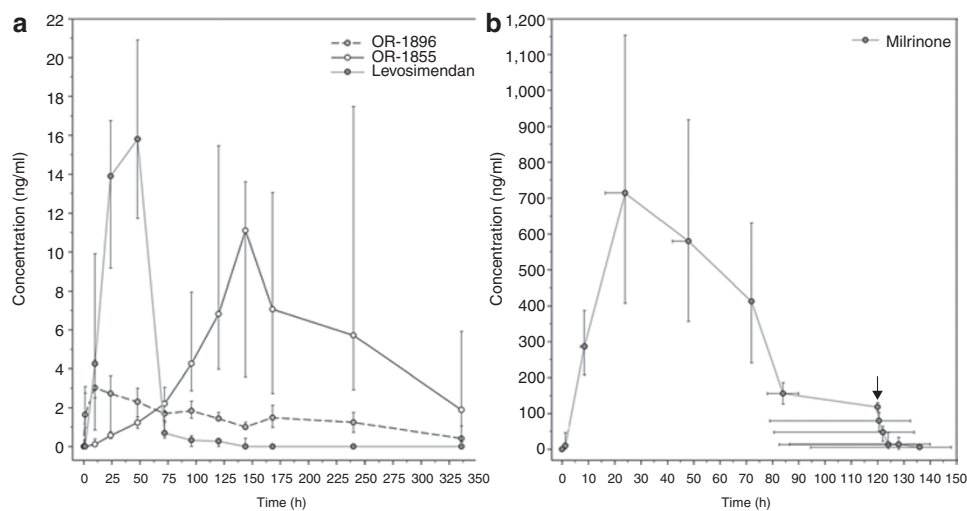 a
22
20
18
16
14
12
10
8
6
4
2
0
Concentration (ng/ml)
OR-1896
OR-1855
Levosimendan
0 25 50 75 100 125 150 175 200 225 250 275 300 325 350
Time (h)
b
1,200
1,100
1,000
900
800
700
600
500
400
300
200
100
0
Concentration (ng/ml)
Milrinone
0 10 20 30 40 50 60 70 80 90 100 110 120 130 140 150
Time (h)